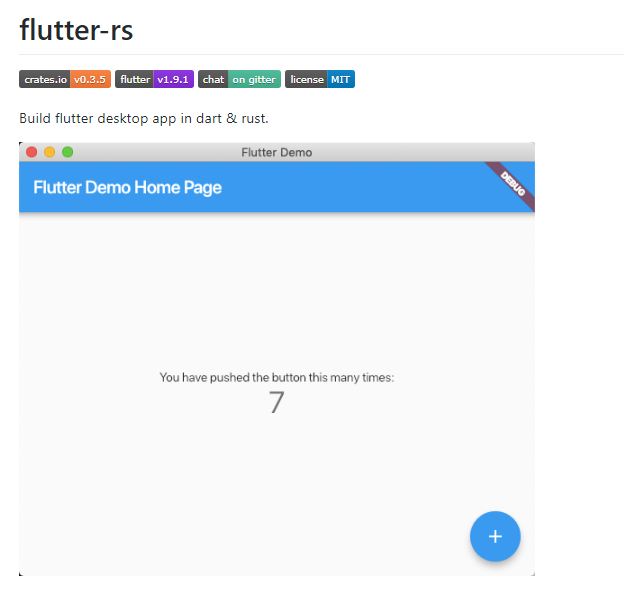 flutter-rs
crates.io v0.3.5 flutter v1.9.1 chat on gitter license MIT
Build flutter desktop app in dart & rust.
Flutter Demo
Flutter Demo Home Page
DEBUG
You have pushed the button this many times:
7
+